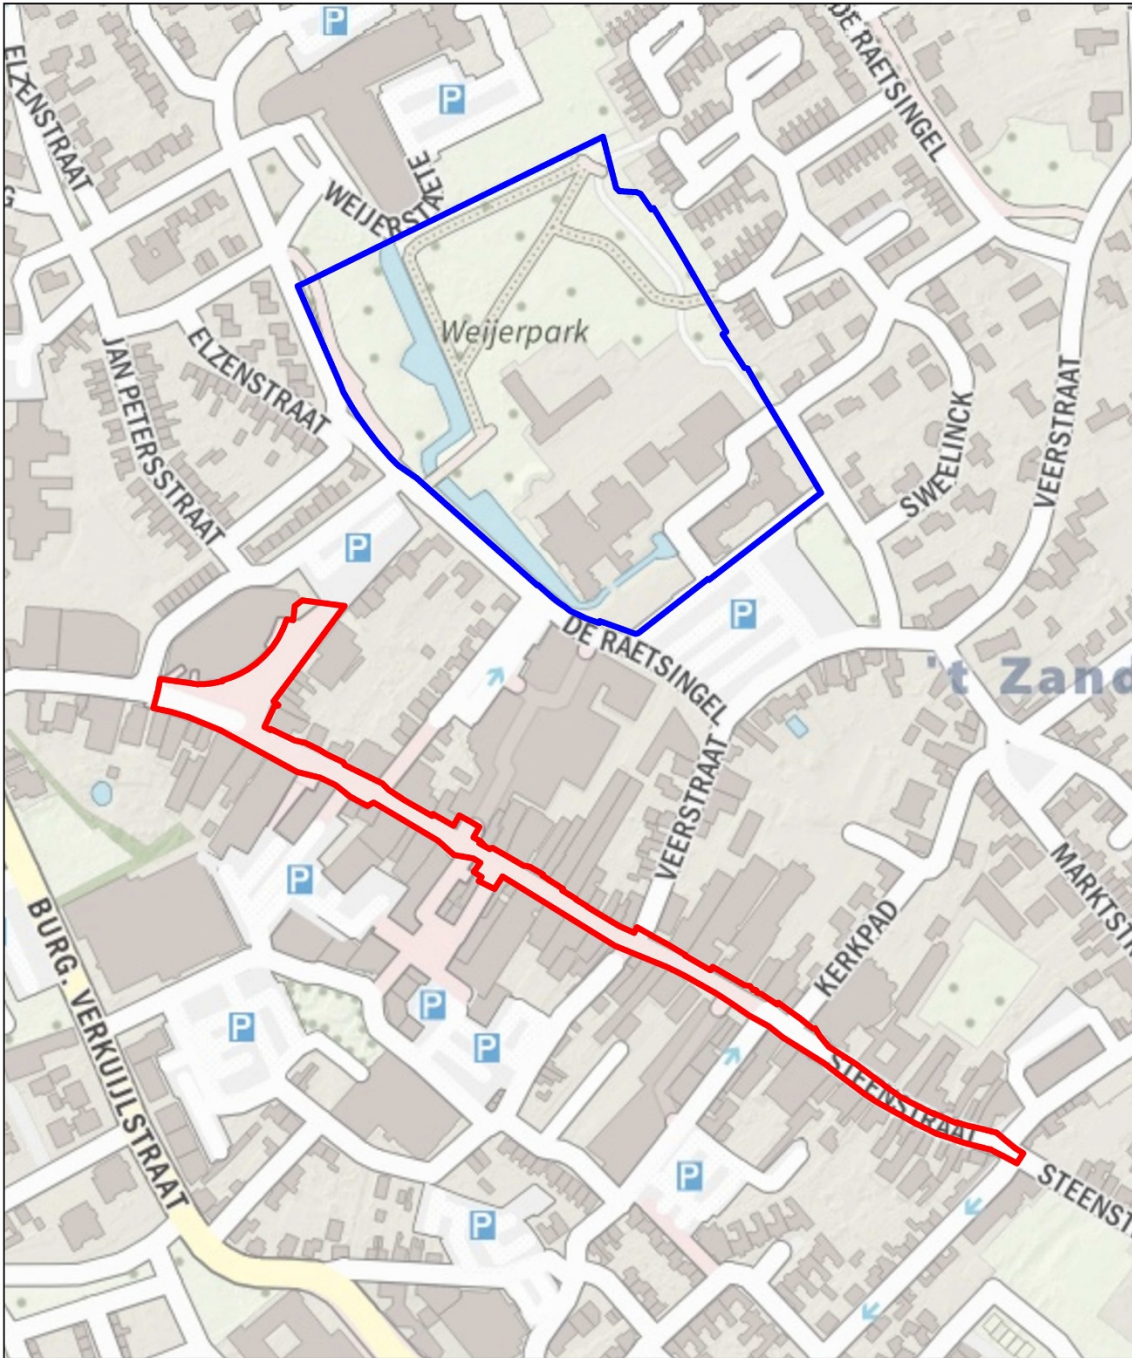 P
DE RAETSINGEL
ELZENSTRAAT
P
G
WEIJERSTAETE
Weijerpark
ELZENSTRAAT
JAN PETERSSTRAAT
VEERSTRAAT
SWEELINCK
P
P
DE RAETSINGEL
't Zand
VEERSTRAAT
P
MARKTSTR
BURG. VERKUIJLSTRAAT
KERKPAD
P
P
P
STEENSTRAAT
P
STEENST
P